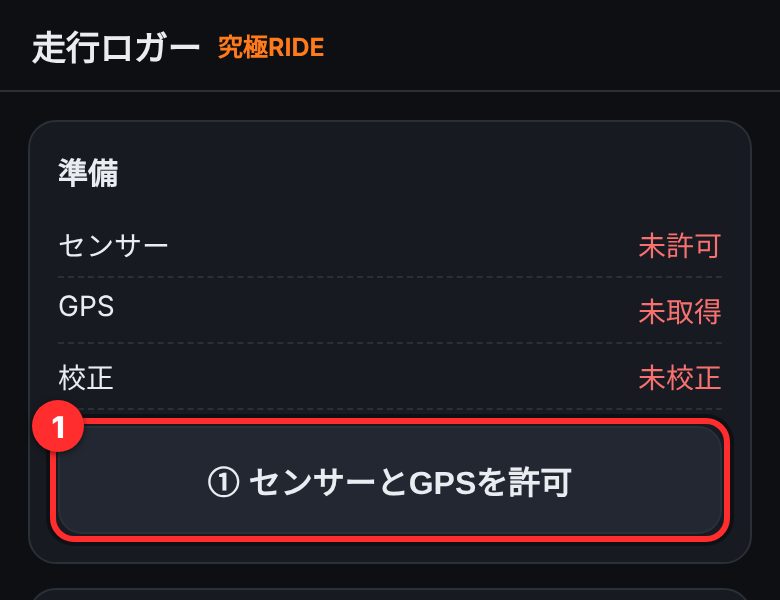 走行ロガー 究極RIDE
準備
センサー 未許可
GPS 未取得
校正 未校正
1
① センサーとGPSを許可